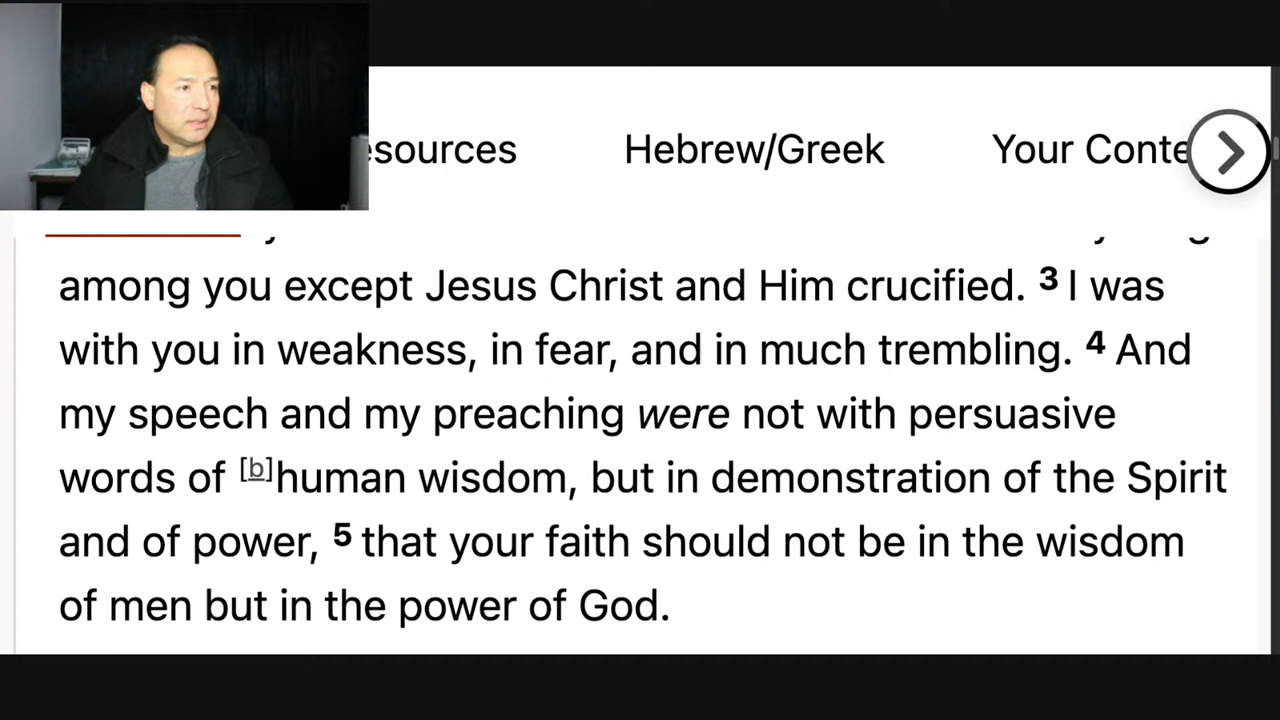 esources Hebrew/Greek Your Conte
among you except Jesus Christ and Him crucified. 3 I was
with you in weakness, in fear, and in much trembling. 4 And
my speech and my preaching were not with persuasive
words of [b]human wisdom, but in demonstration of the Spirit
and of power, 5 that your faith should not be in the wisdom
of men but in the power of God.